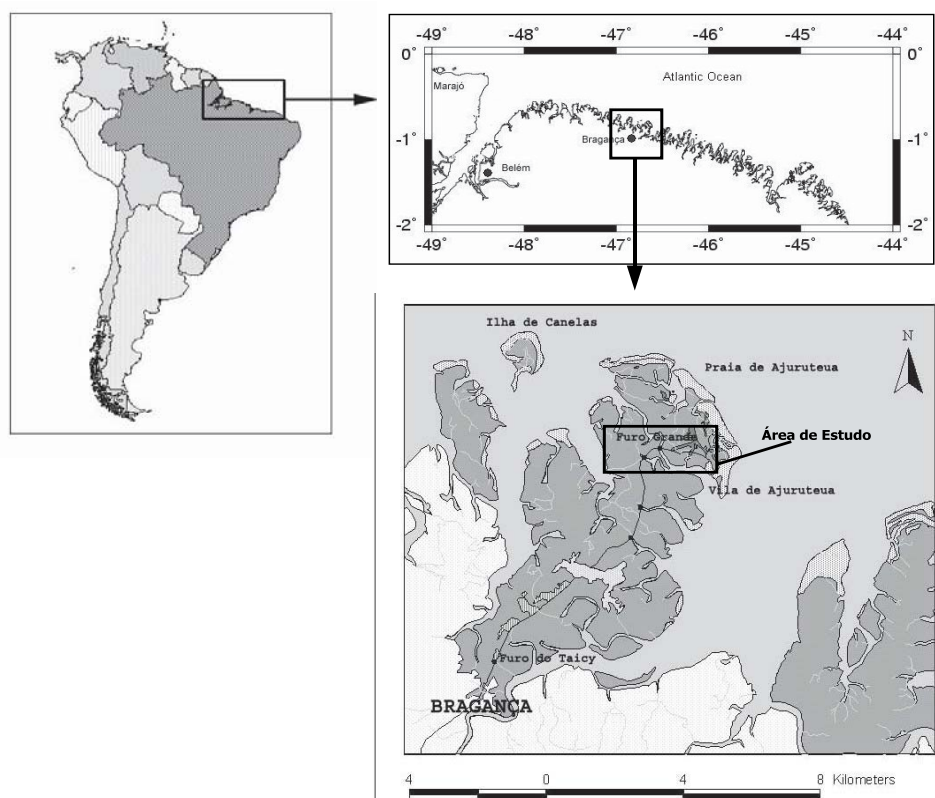 -49 -48 -47 -46 -45 -44
0° 0°
Atlantic Ocean
Marajó
Bragança
-1° -1°
Belém
-2° -2°
-49° -48° -47° -46° -45° -44°
Ilha de Canelas
N
Praia de Ajuruteua
Furo Grande
Área de Estudo
Vila de Ajuruteua
Furo do Taicy
BRAGANÇA
4 0 4 8 Kilometers